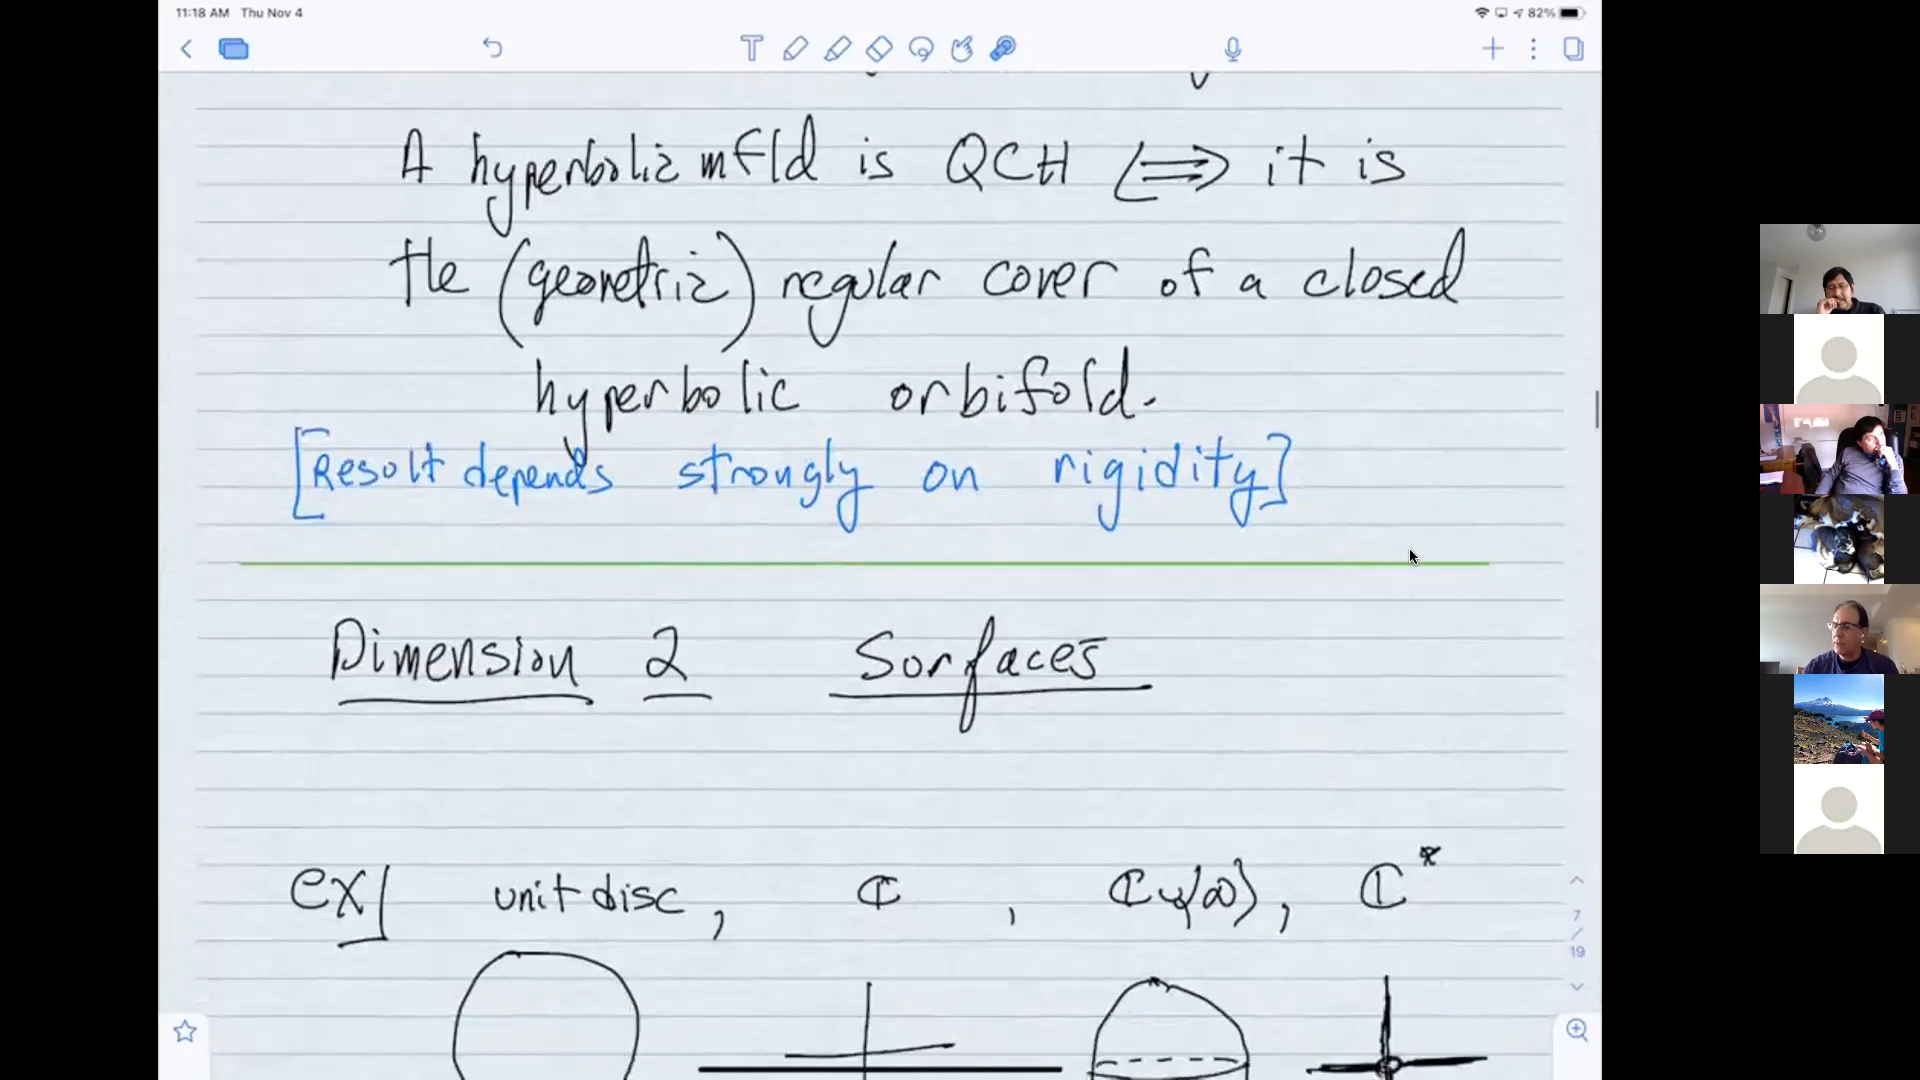 11:18 AM Thu Nov 4
82%
A hyperbolic mfld is QCH ⟺ it is
the (geometric) regular cover of a closed
hyperbolic orbifold.
[Result depends strongly on rigidity]
Dimension 2 Surfaces
ex] unit disc, ℂ, ℂ∪{∞}, ℂ*
7
/
19